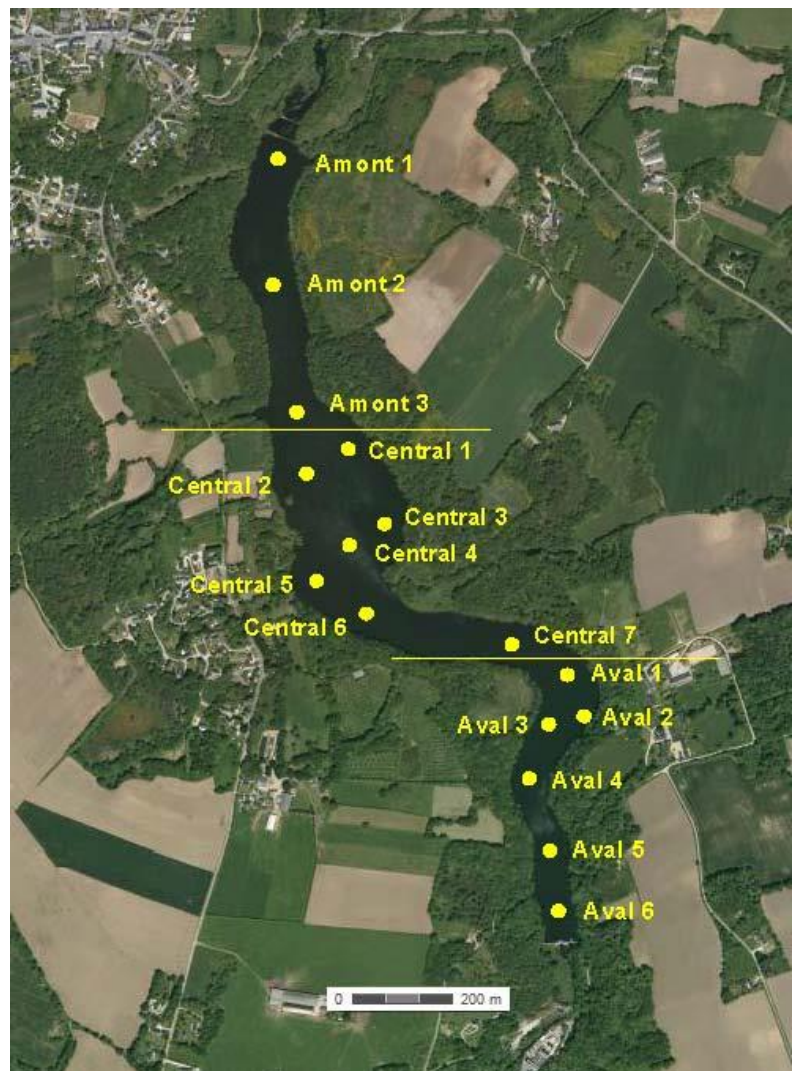 Amont 1
Amont 2
Amont 3
Central 1
Central 2
Central 3
Central 4
Central 5
Central 6
Central 7
Aval 1
Aval 2
Aval 3
Aval 4
Aval 5
Aval 6
0 200 m